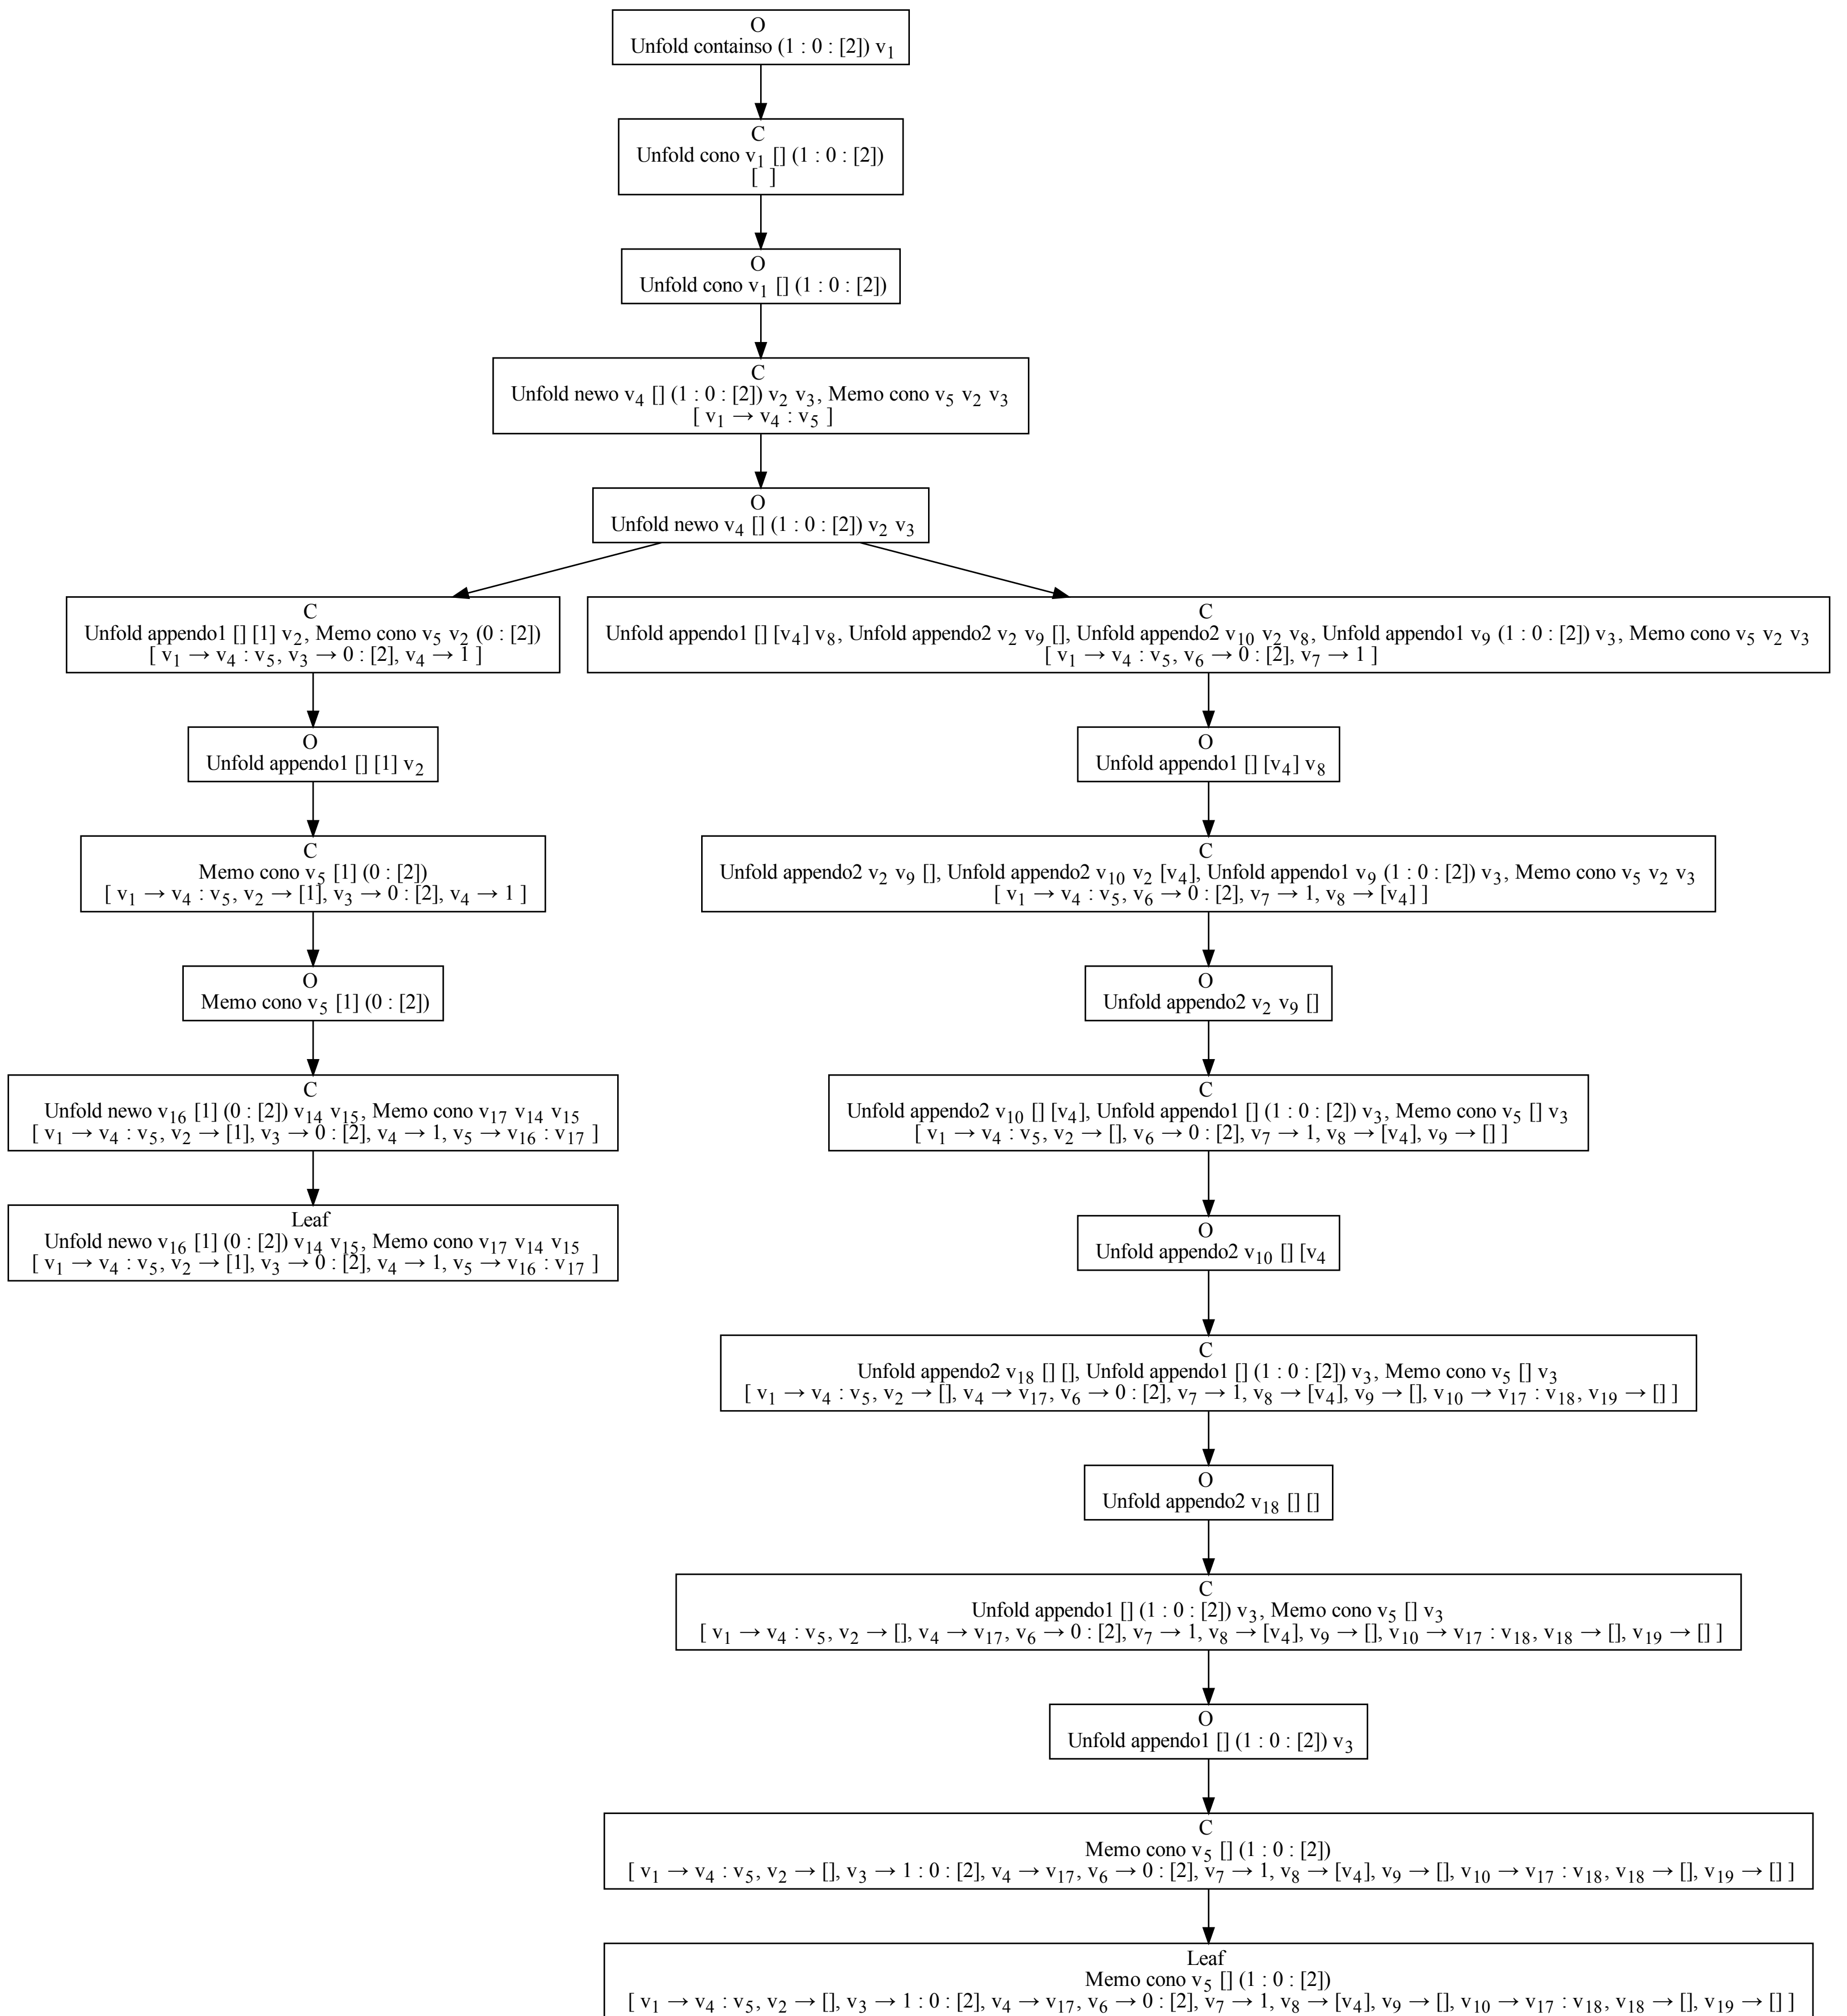 O
Unfold containso (1 : 0 : [2]) v₁
C
Unfold cono v₁ [] (1 : 0 : [2])
[ ]
O
Unfold cono v₁ [] (1 : 0 : [2])
C
Unfold newo v₄ [] (1 : 0 : [2]) v₂ v₃, Memo cono v₅ v₂ v₃
[ v₁ → v₄ : v₅ ]
O
Unfold newo v₄ [] (1 : 0 : [2]) v₂ v₃
C
Unfold appendo1 [] [1] v₂, Memo cono v₅ v₂ (0 : [2])
[ v₁ → v₄ : v₅, v₃ → 0 : [2], v₄ → 1 ]
O
Unfold appendo1 [] [1] v₂
C
Memo cono v₅ [1] (0 : [2])
[ v₁ → v₄ : v₅, v₂ → [1], v₃ → 0 : [2], v₄ → 1 ]
O
Memo cono v₅ [1] (0 : [2])
C
Unfold newo v₁₆ [1] (0 : [2]) v₁₄ v₁₅, Memo cono v₁₇ v₁₄ v₁₅
[ v₁ → v₄ : v₅, v₂ → [1], v₃ → 0 : [2], v₄ → 1, v₅ → v₁₆ : v₁₇ ]
Leaf
Unfold newo v₁₆ [1] (0 : [2]) v₁₄ v₁₅, Memo cono v₁₇ v₁₄ v₁₅
[ v₁ → v₄ : v₅, v₂ → [1], v₃ → 0 : [2], v₄ → 1, v₅ → v₁₆ : v₁₇ ]
C
Unfold appendo1 [] [v₄] v₈, Unfold appendo2 v₂ v₉ [], Unfold appendo2 v₁₀ v₂ v₈, Unfold appendo1 v₉ (1 : 0 : [2]) v₃, Memo cono v₅ v₂ v₃
[ v₁ → v₄ : v₅, v₆ → 0 : [2], v₇ → 1 ]
O
Unfold appendo1 [] [v₄] v₈
C
Unfold appendo2 v₂ v₉ [], Unfold appendo2 v₁₀ v₂ [v₄], Unfold appendo1 v₉ (1 : 0 : [2]) v₃, Memo cono v₅ v₂ v₃
[ v₁ → v₄ : v₅, v₆ → 0 : [2], v₇ → 1, v₈ → [v₄] ]
O
Unfold appendo2 v₂ v₉ []
C
Unfold appendo2 v₁₀ [] [v₄], Unfold appendo1 [] (1 : 0 : [2]) v₃, Memo cono v₅ [] v₃
[ v₁ → v₄ : v₅, v₂ → [], v₆ → 0 : [2], v₇ → 1, v₈ → [v₄], v₉ → [] ]
O
Unfold appendo2 v₁₀ [] [v₄
C
Unfold appendo2 v₁₈ [] [], Unfold appendo1 [] (1 : 0 : [2]) v₃, Memo cono v₅ [] v₃
[ v₁ → v₄ : v₅, v₂ → [], v₄ → v₁₇, v₆ → 0 : [2], v₇ → 1, v₈ → [v₄], v₉ → [], v₁₀ → v₁₇ : v₁₈, v₁₉ → [] ]
O
Unfold appendo2 v₁₈ [] []
C
Unfold appendo1 [] (1 : 0 : [2]) v₃, Memo cono v₅ [] v₃
[ v₁ → v₄ : v₅, v₂ → [], v₄ → v₁₇, v₆ → 0 : [2], v₇ → 1, v₈ → [v₄], v₉ → [], v₁₀ → v₁₇ : v₁₈, v₁₈ → [], v₁₉ → [] ]
O
Unfold appendo1 [] (1 : 0 : [2]) v₃
C
Memo cono v₅ [] (1 : 0 : [2])
[ v₁ → v₄ : v₅, v₂ → [], v₃ → 1 : 0 : [2], v₄ → v₁₇, v₆ → 0 : [2], v₇ → 1, v₈ → [v₄], v₉ → [], v₁₀ → v₁₇ : v₁₈, v₁₈ → [], v₁₉ → [] ]
Leaf
Memo cono v₅ [] (1 : 0 : [2])
[ v₁ → v₄ : v₅, v₂ → [], v₃ → 1 : 0 : [2], v₄ → v₁₇, v₆ → 0 : [2], v₇ → 1, v₈ → [v₄], v₉ → [], v₁₀ → v₁₇ : v₁₈, v₁₈ → [], v₁₉ → [] ]